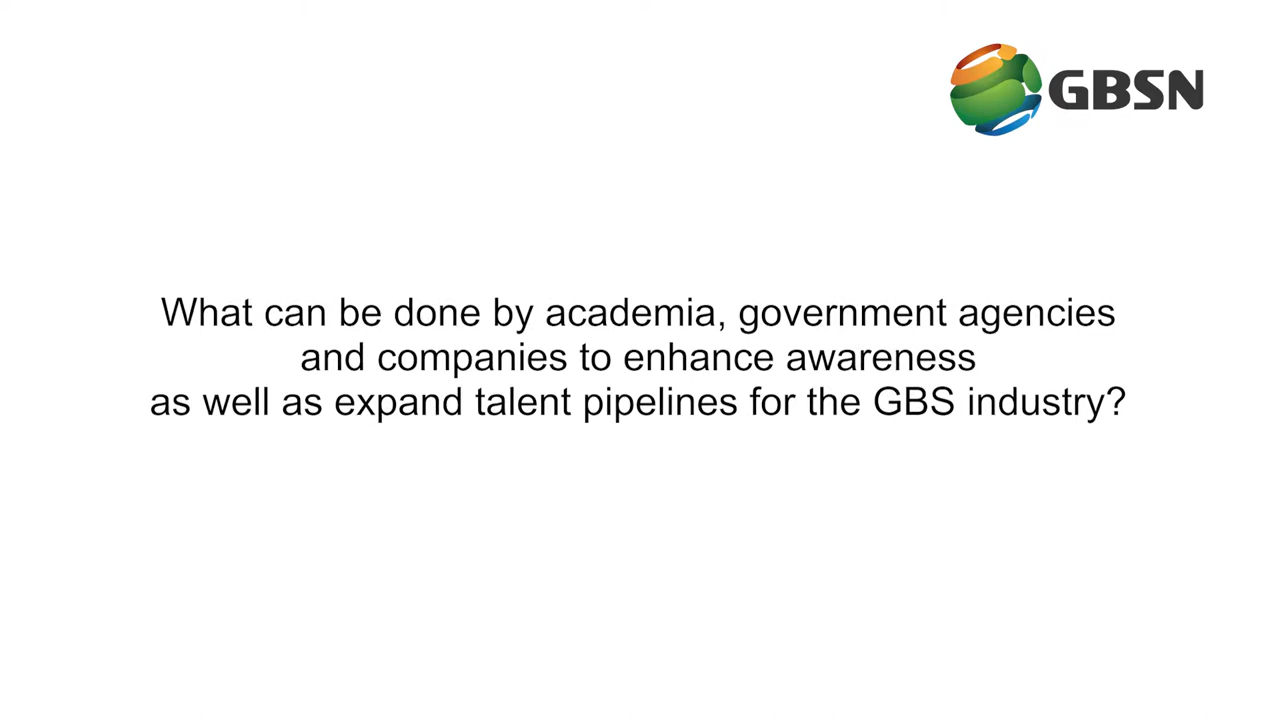 GBSN
What can be done by academia, government agencies
and companies to enhance awareness
as well as expand talent pipelines for the GBS industry?